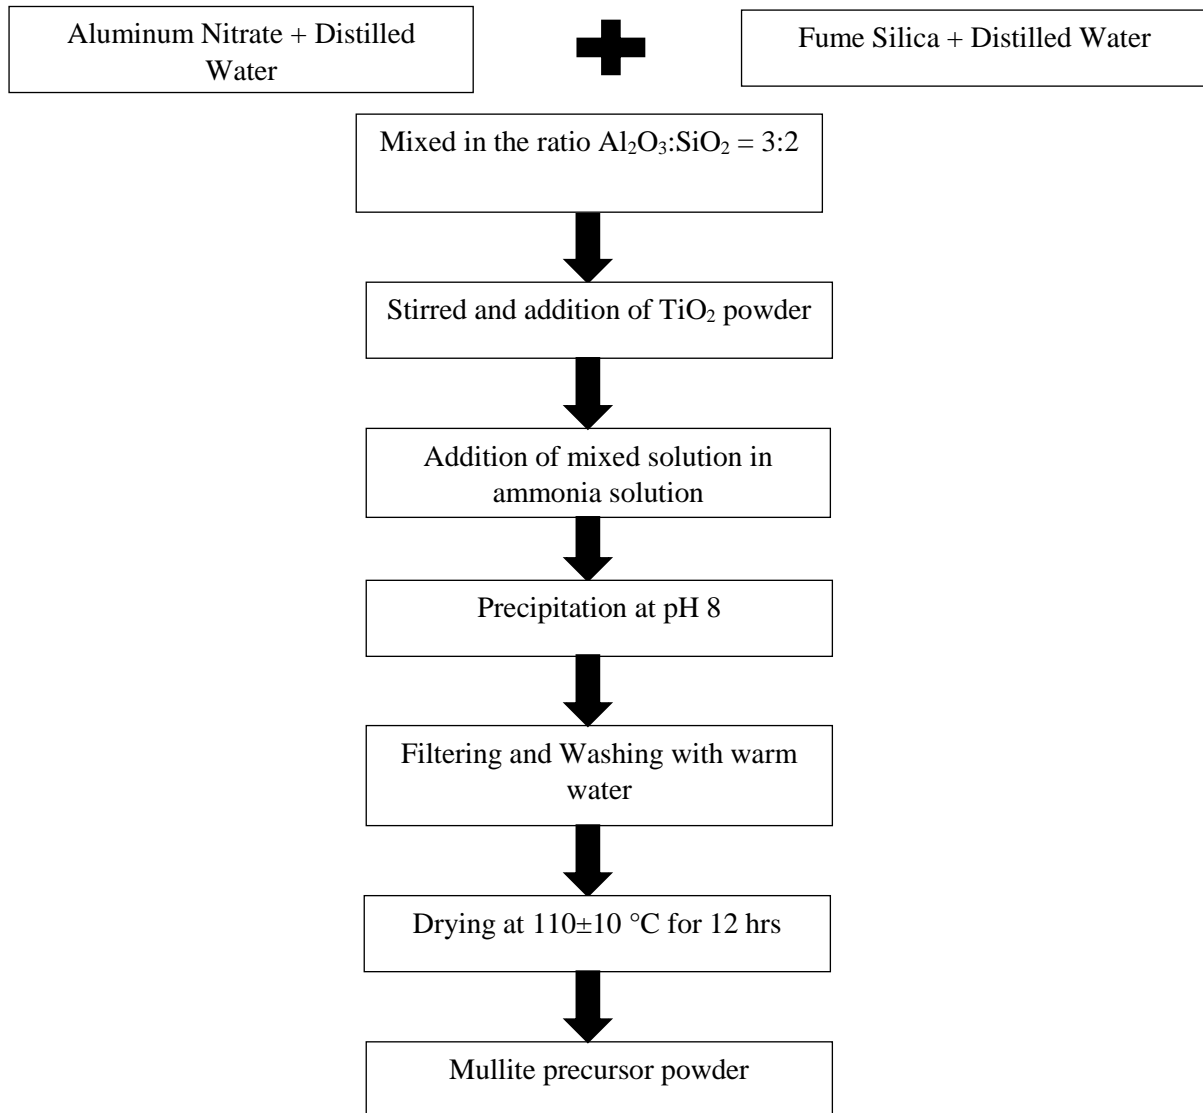 Aluminum Nitrate + Distilled
Water
Fume Silica + Distilled Water
Mixed in the ratio Al₂O₃:SiO₂ = 3:2
Stirred and addition of TiO₂ powder
Addition of mixed solution in
ammonia solution
Precipitation at pH 8
Filtering and Washing with warm
water
Drying at 110±10 °C for 12 hrs
Mullite precursor powder